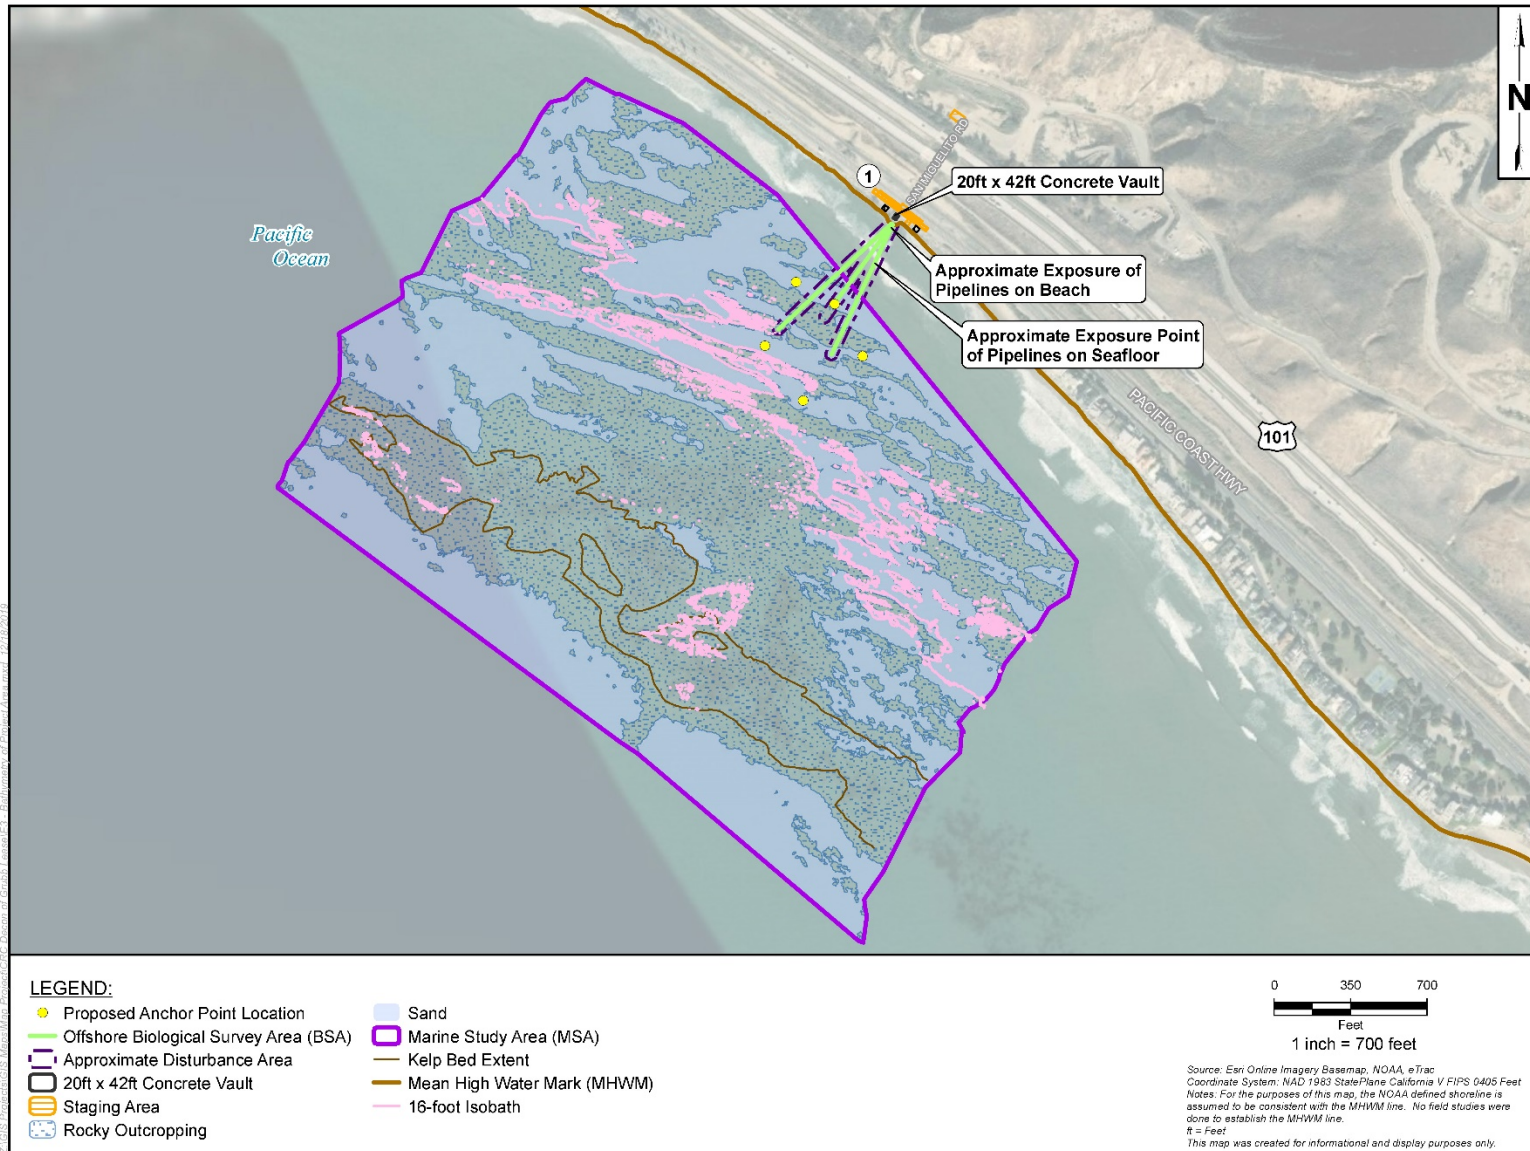 N
Pacific
Ocean
SAN MIGUELITO RD
1
20ft x 42ft Concrete Vault
Approximate Exposure of
Pipelines on Beach
Approximate Exposure Point
of Pipelines on Seafloor
PACIFIC COAST HWY
101
LEGEND:
Proposed Anchor Point Location
Offshore Biological Survey Area (BSA)
Approximate Disturbance Area
20ft x 42ft Concrete Vault
Staging Area
Rocky Outcropping
Sand
Marine Study Area (MSA)
Kelp Bed Extent
Mean High Water Mark (MHWM)
16-foot Isobath
0 350 700
Feet
1 inch = 700 feet
Source: Esri Online Imagery Basemap, NOAA, eTrac
Coordinate System: NAD 1983 StatePlane California V FIPS 0405 Feet
Notes: For the purposes of this map, the NOAA defined shoreline is
assumed to be consistent with the MHWM line. No field studies were
done to establish the MHWM line.
ft = Feet
This map was created for informational and display purposes only.